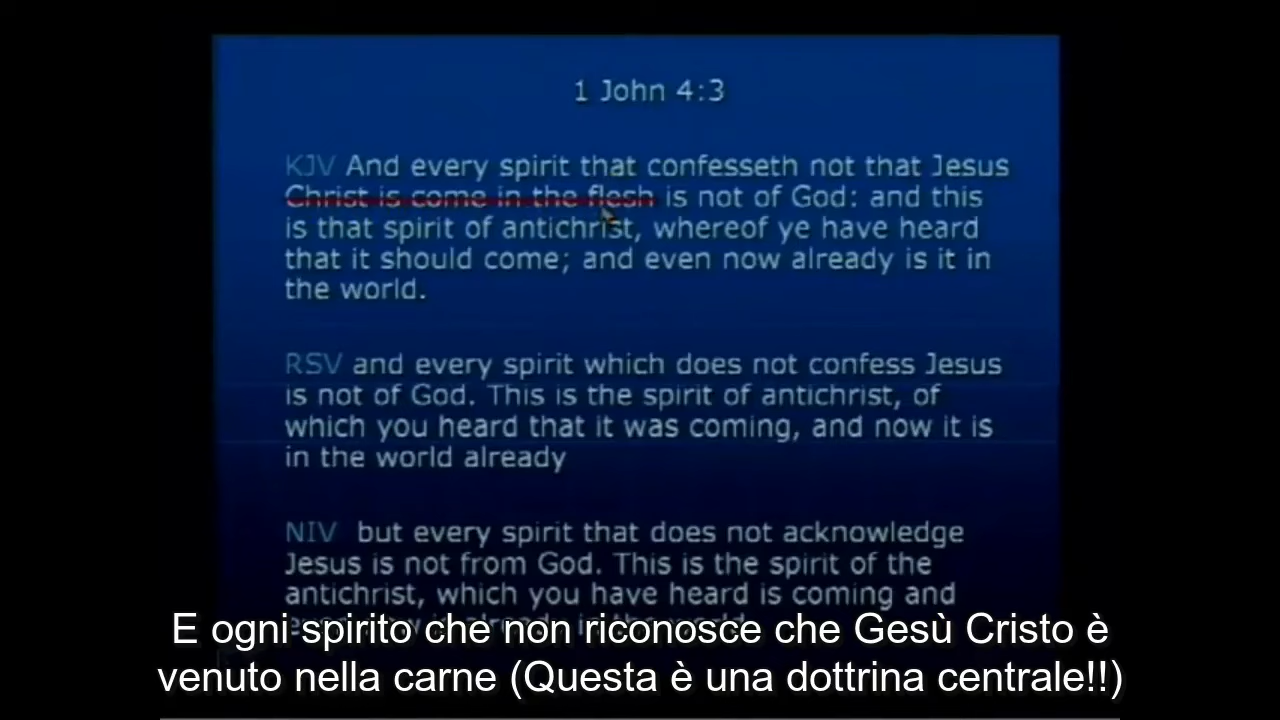 1 John 4:3
KJV And every spirit that confesseth not that Jesus
Christ is come in the flesh is not of God: and this
is that spirit of antichrist, whereof ye have heard
that it should come; and even now already is it in
the world.
RSV and every spirit which does not confess Jesus
is not of God. This is the spirit of antichrist, of
which you heard that it was coming, and now it is
in the world already
NIV but every spirit that does not acknowledge
Jesus is not from God. This is the spirit of the
antichrist, which you have heard is coming and
E ogni spirito che non riconosce che Gesù Cristo è
venuto nella carne (Questa è una dottrina centrale!!)